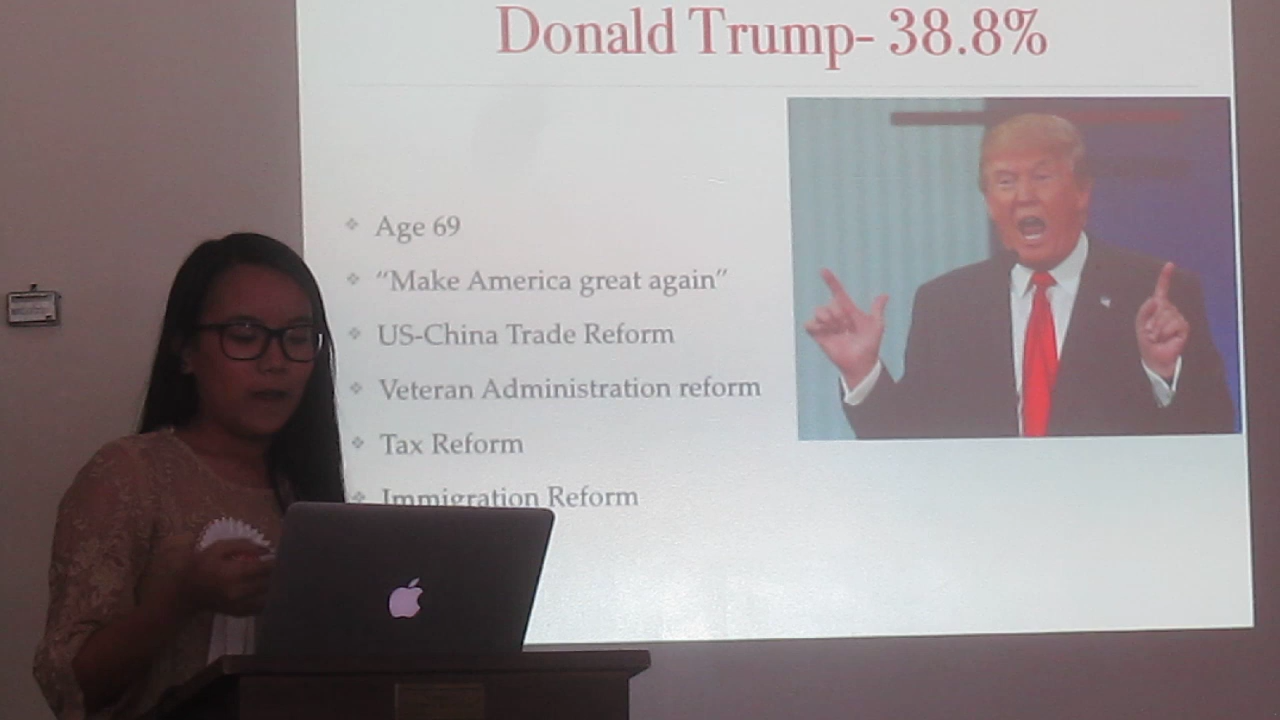 Donald Trump- 38.8%
Age 69
“Make America great again”
US-China Trade Reform
Veteran Administration reform
Tax Reform
Immigration Reform